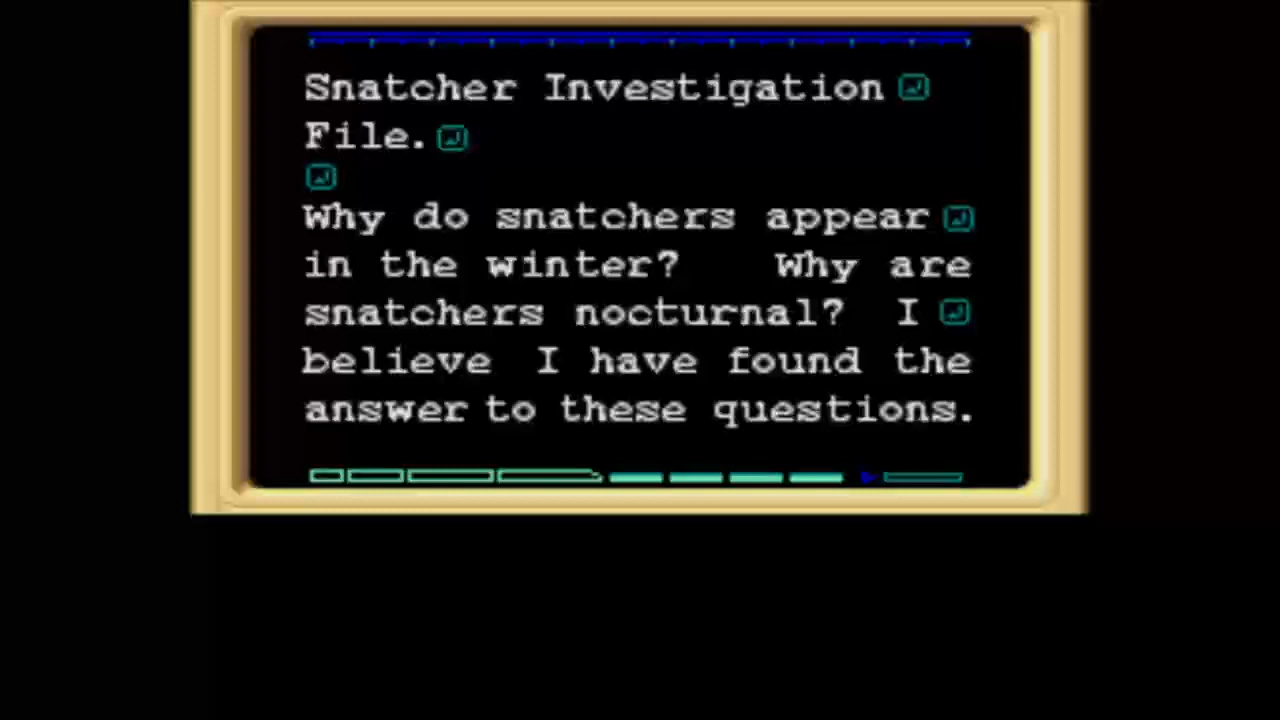 Snatcher Investigation
File.
Why do snatchers appear
in the winter? Why are
snatchers nocturnal? I
believe I have found the
answer to these questions.